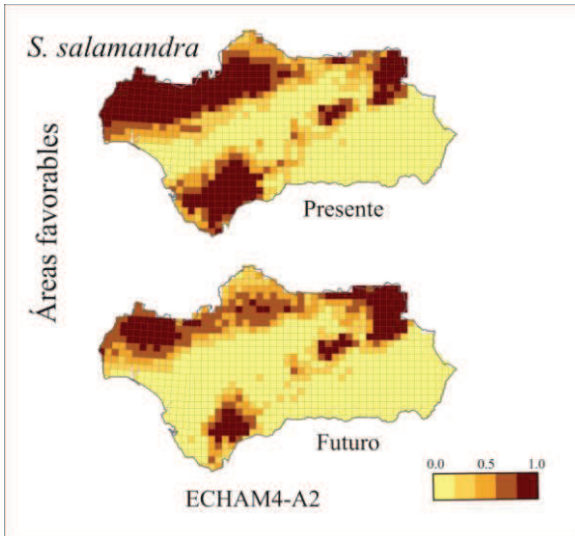 S. salamandra
Áreas favorables
Presente
Futuro
0.0 0.5 1.0
ECHAM4-A2